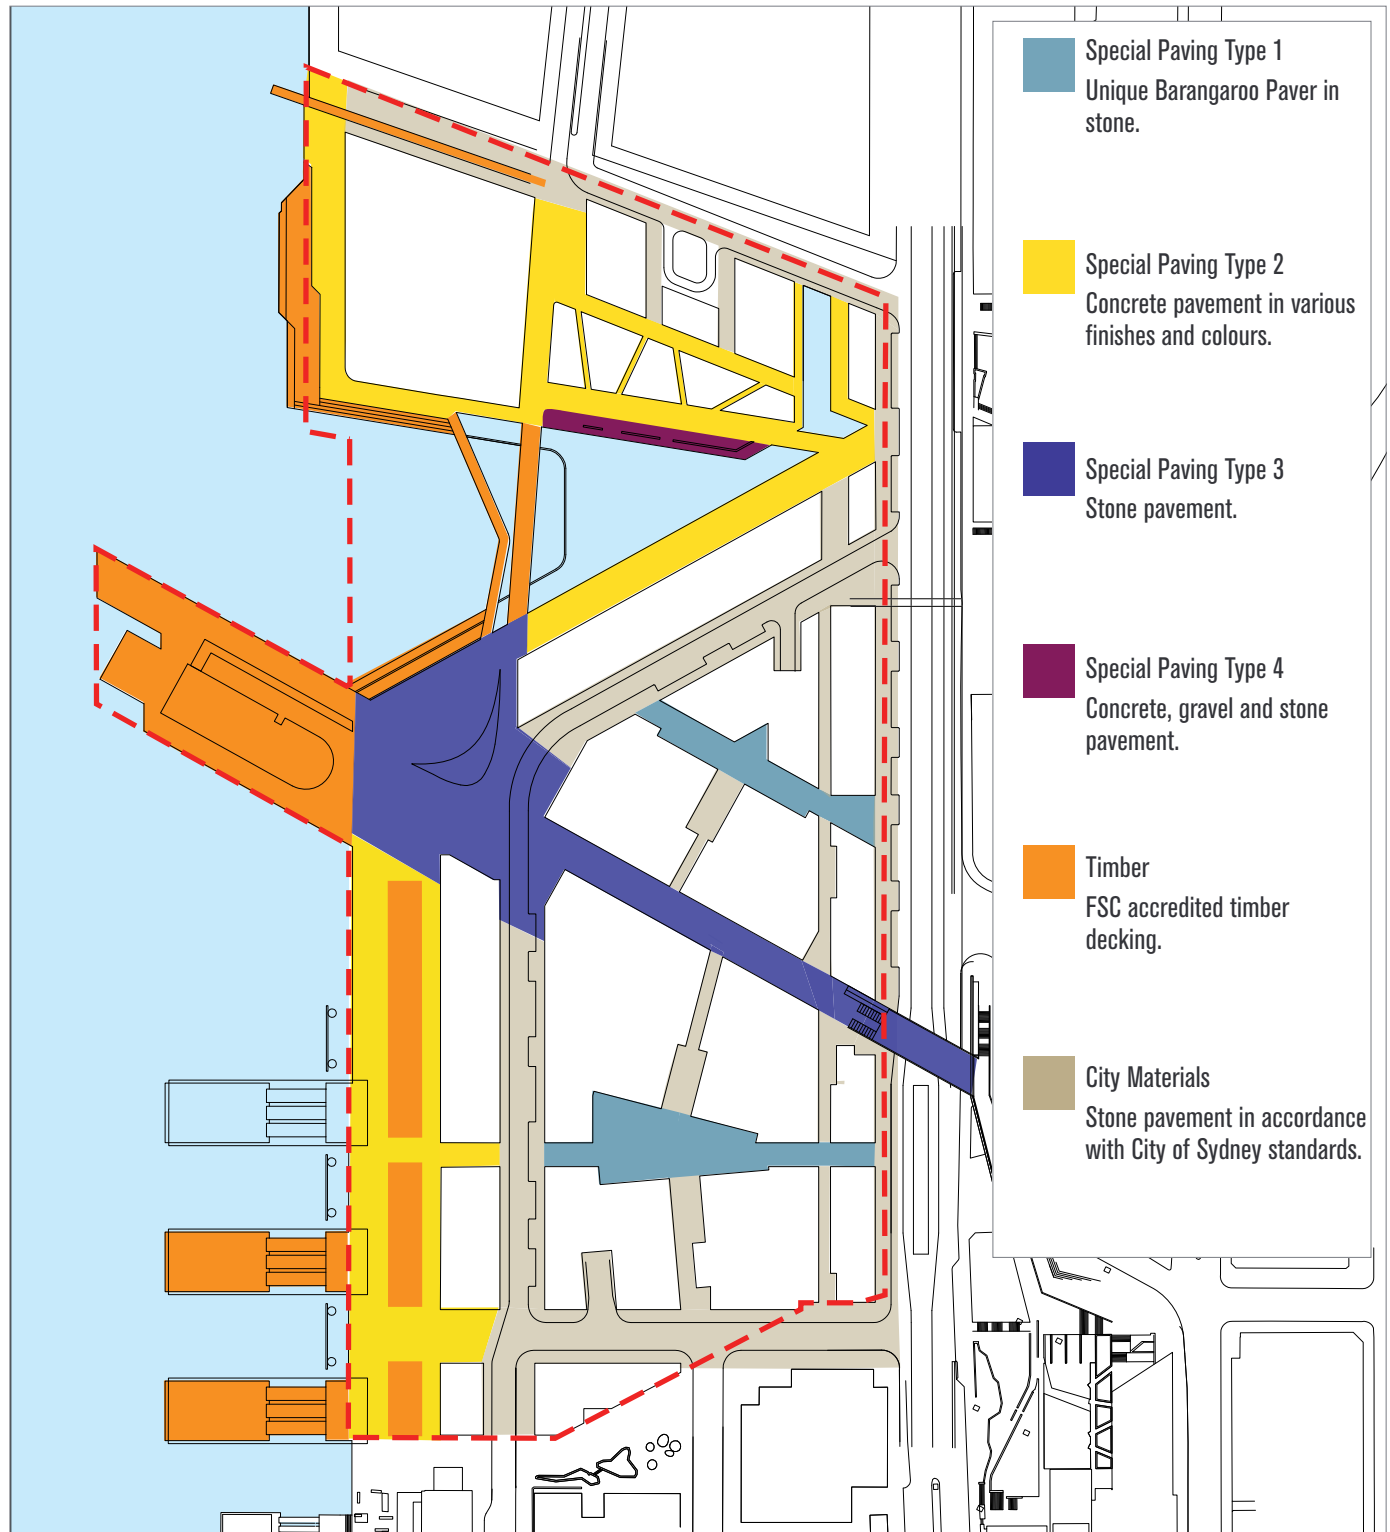 Special Paving Type 1
Unique Barangaroo Paver in
stone.
Special Paving Type 2
Concrete pavement in various
finishes and colours.
Special Paving Type 3
Stone pavement.
Special Paving Type 4
Concrete, gravel and stone
pavement.
Timber
FSC accredited timber
decking.
City Materials
Stone pavement in accordance
with City of Sydney standards.